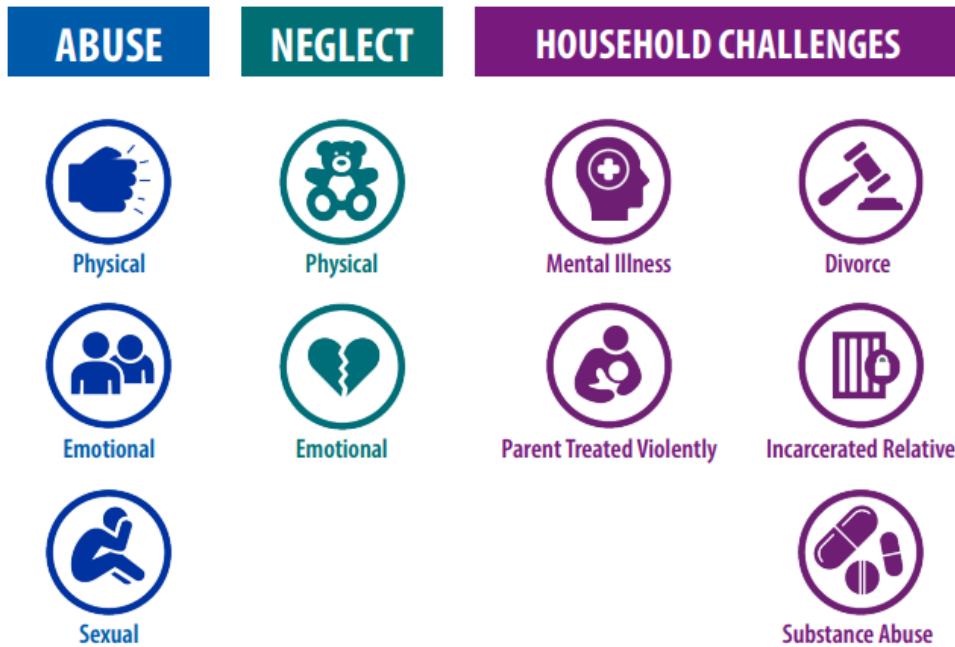 ABUSE
NEGLECT
HOUSEHOLD CHALLENGES
Physical
Physical
Mental Illness
Divorce
Emotional
Emotional
Parent Treated Violently
Incarcerated Relative
Sexual
Substance Abuse